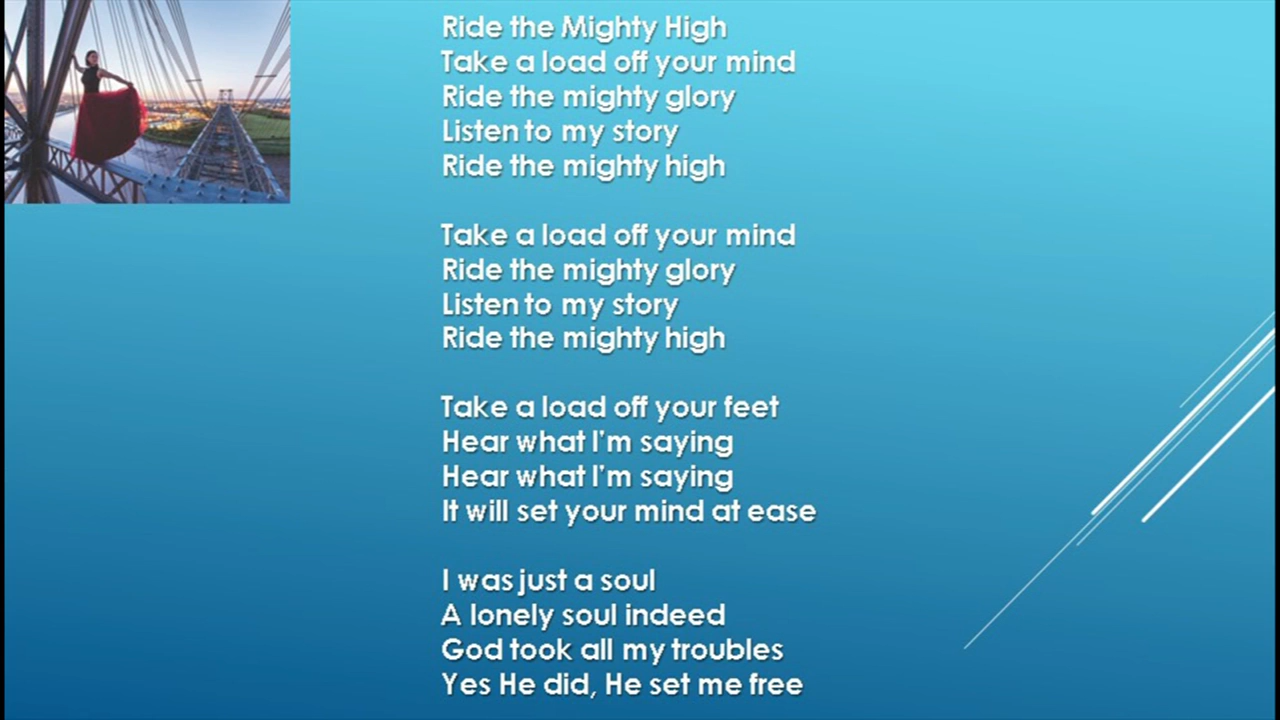 Ride the Mighty High
Take a load off your mind
Ride the mighty glory
Listen to my story
Ride the mighty high

Take a load off your mind
Ride the mighty glory
Listen to my story
Ride the mighty high

Take a load off your feet
Hear what I'm saying
Hear what I'm saying
It will set your mind at ease

I was just a soul
A lonely soul indeed
God took all my troubles
Yes He did, He set me free